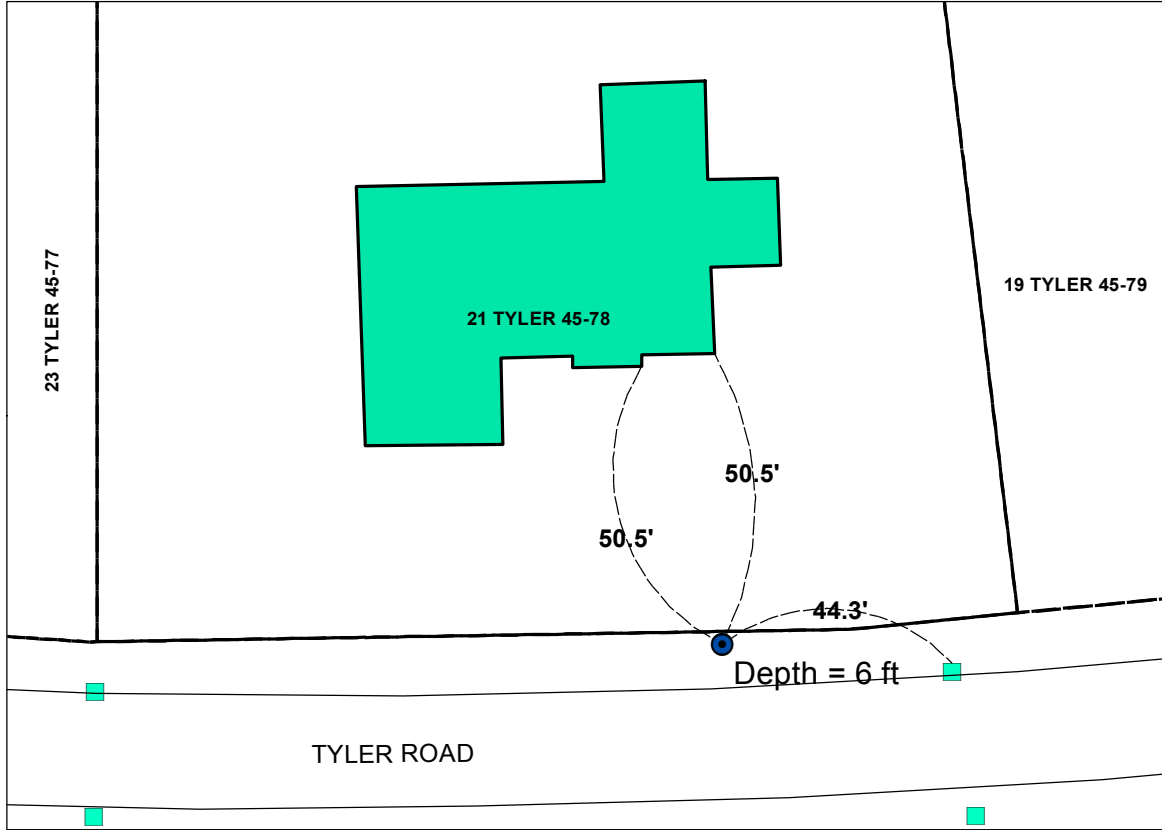 23 TYLER 45-77
19 TYLER 45-79
21 TYLER 45-78
50.5'
50.5'
44.3'
Depth = 6 ft
TYLER ROAD